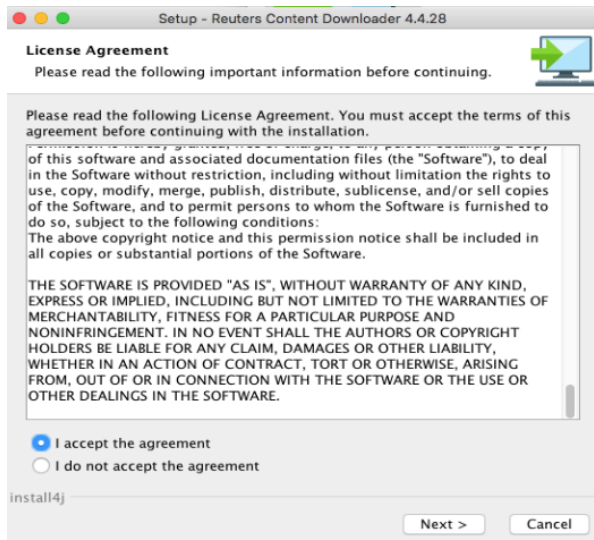 Setup - Reuters Content Downloader 4.4.28
License Agreement
Please read the following important information before continuing.
Please read the following License Agreement. You must accept the terms of this
agreement before continuing with the installation.
of this software and associated documentation files (the "Software"), to deal
in the Software without restriction, including without limitation the rights to
use, copy, modify, merge, publish, distribute, sublicense, and/or sell copies
of the Software, and to permit persons to whom the Software is furnished to
do so, subject to the following conditions:
The above copyright notice and this permission notice shall be included in
all copies or substantial portions of the Software.
THE SOFTWARE IS PROVIDED "AS IS", WITHOUT WARRANTY OF ANY KIND,
EXPRESS OR IMPLIED, INCLUDING BUT NOT LIMITED TO THE WARRANTIES OF
MERCHANTABILITY, FITNESS FOR A PARTICULAR PURPOSE AND
NONINFRINGEMENT. IN NO EVENT SHALL THE AUTHORS OR COPYRIGHT
HOLDERS BE LIABLE FOR ANY CLAIM, DAMAGES OR OTHER LIABILITY,
WHETHER IN AN ACTION OF CONTRACT, TORT OR OTHERWISE, ARISING
FROM, OUT OF OR IN CONNECTION WITH THE SOFTWARE OR THE USE OR
OTHER DEALINGS IN THE SOFTWARE.
I accept the agreement
I do not accept the agreement
install4j
Next >
Cancel